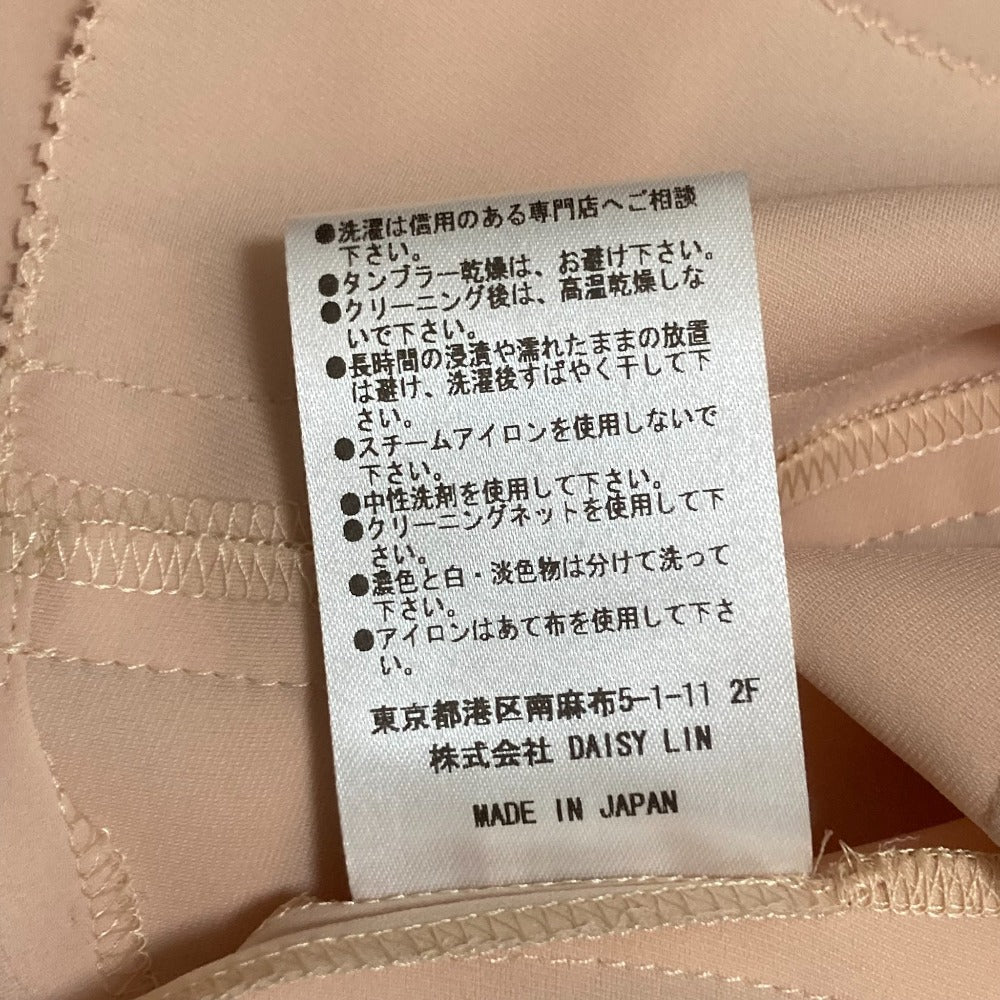 ●洗濯は信用のある専門店へご相談
下さい。
●タンブラー乾燥は、お避け下さい。
●クリーニング後は、高温乾燥しな
いで下さい。
●長時間の浸漬や濡れたままの放置
は避け、洗濯後すばやく干して下
さい。
●スチームアイロンを使用しないで
下さい。
●中性洗剤を使用して下さい。
●クリーニングネットを使用して下
さい。
●濃色と白・淡色物は分けて洗って
下さい。
●アイロンはあて布を使用して下さ
い。
東京都港区南麻布5-1-11 2F
株式会社 DAISY LIN
MADE IN JAPAN